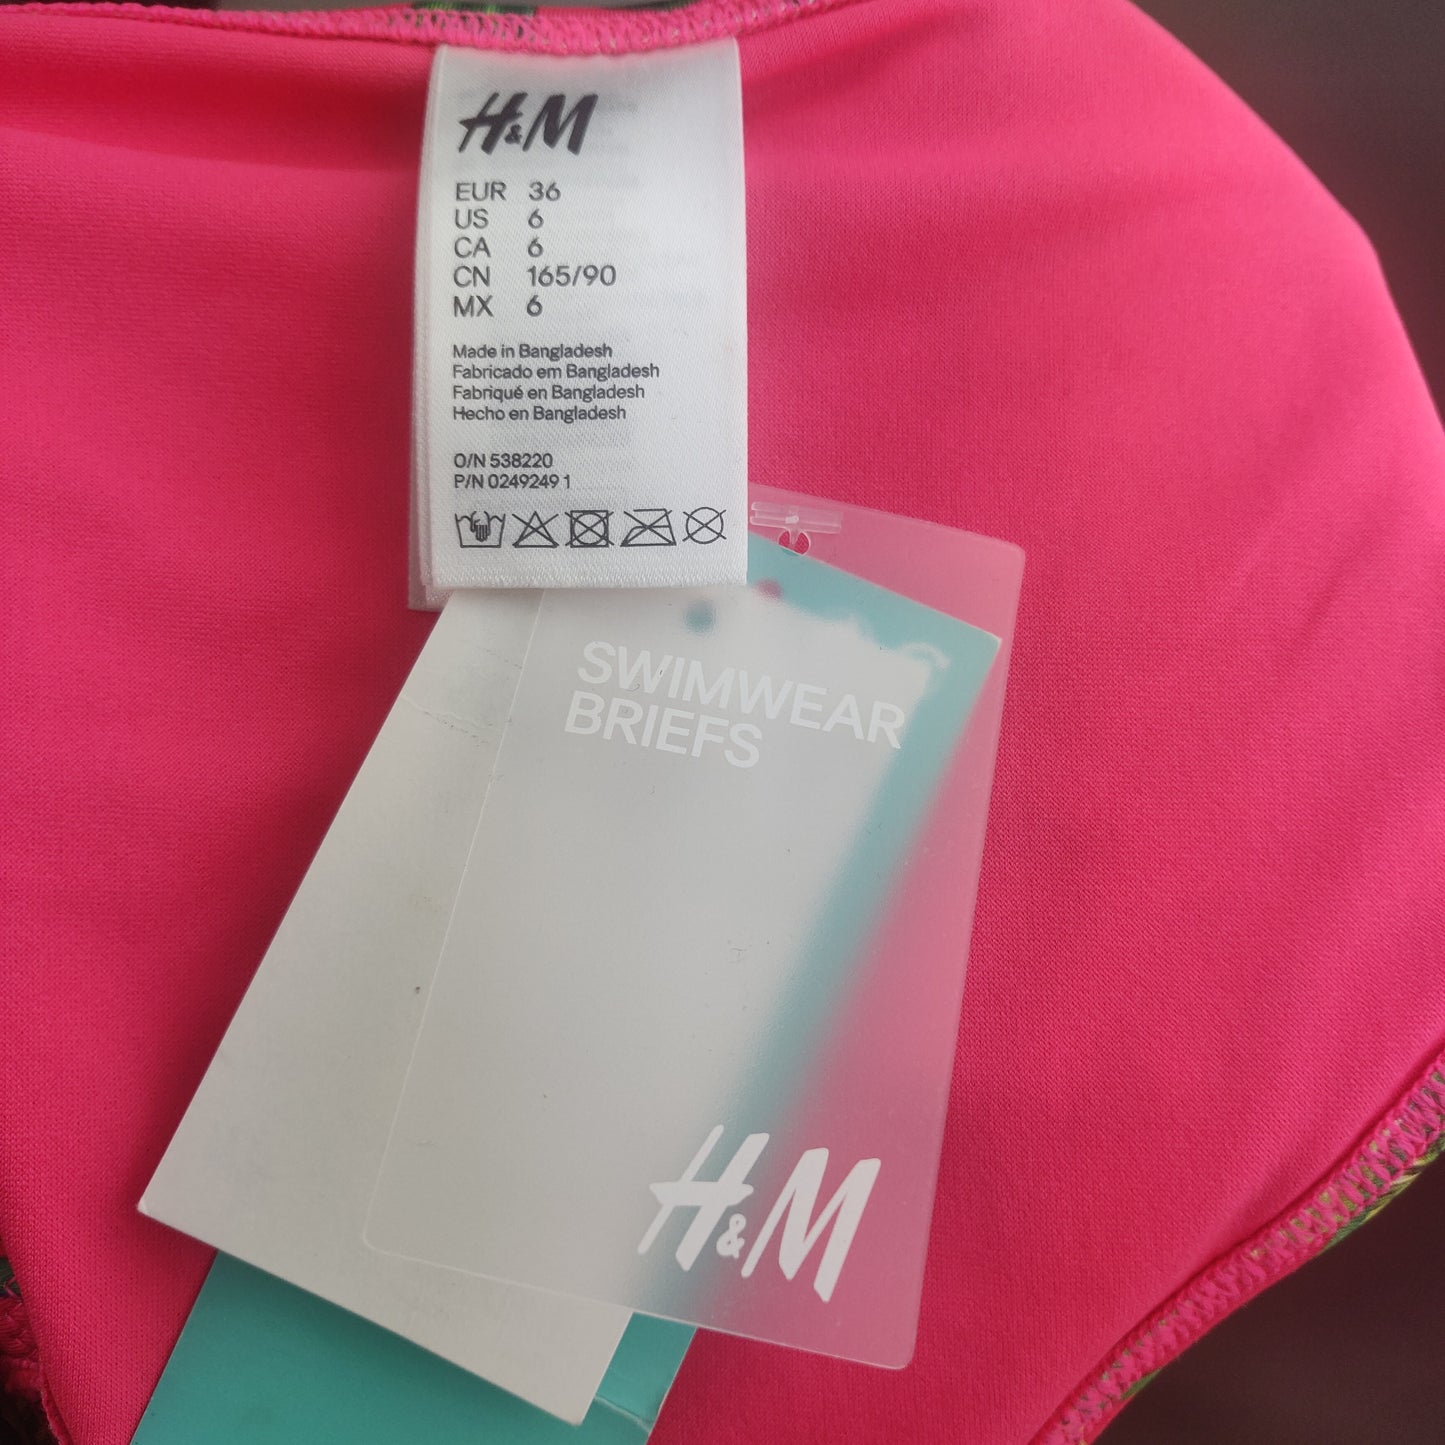 H&M
EUR 36
US 6
CA 6
CN 165/90
MX 6
Made in Bangladesh
Fabricado em Bangladesh
Fabriqué en Bangladesh
Hecho en Bangladesh
O/N 538220
P/N 0249249 1
SWIMWEAR
BRIEFS
H&M